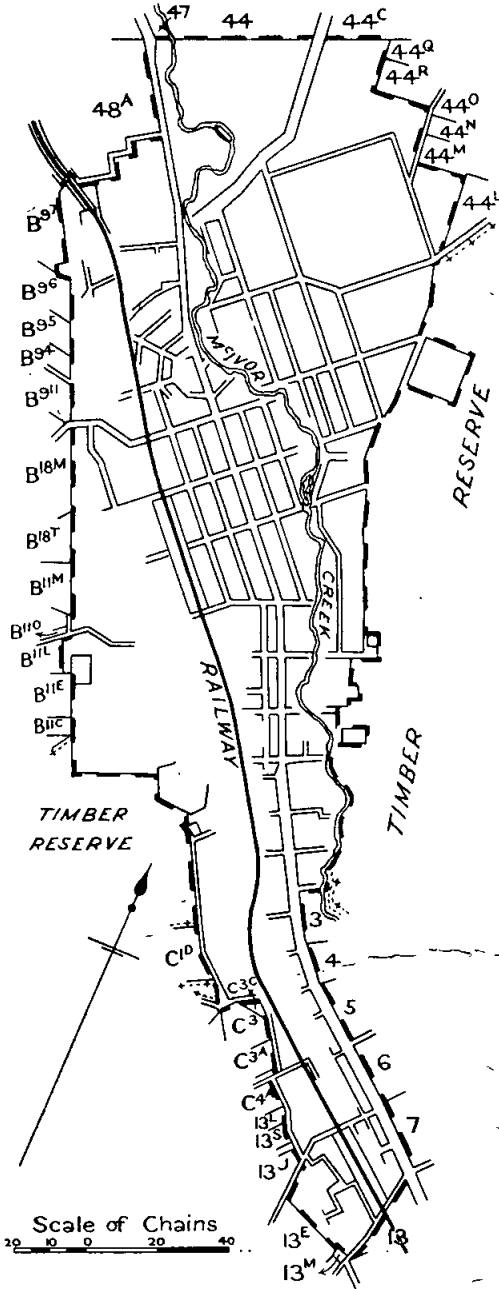 47
44
44C
44Q
44R
48A
44O
44N
44M
44L
B97
B96
B95
B94
B911
McIVOR
RESERVE
B18M
B18T
B11M
CREEK
B11O
B11L
B11E
B11C
RAILWAY
TIMBER
TIMBER
RESERVE
3
C1D
4
C3C
C3
5
C3A
6
C4A
13L
7
13S
13J
Scale of Chains
13E
13
20 10 0 20 40
13M